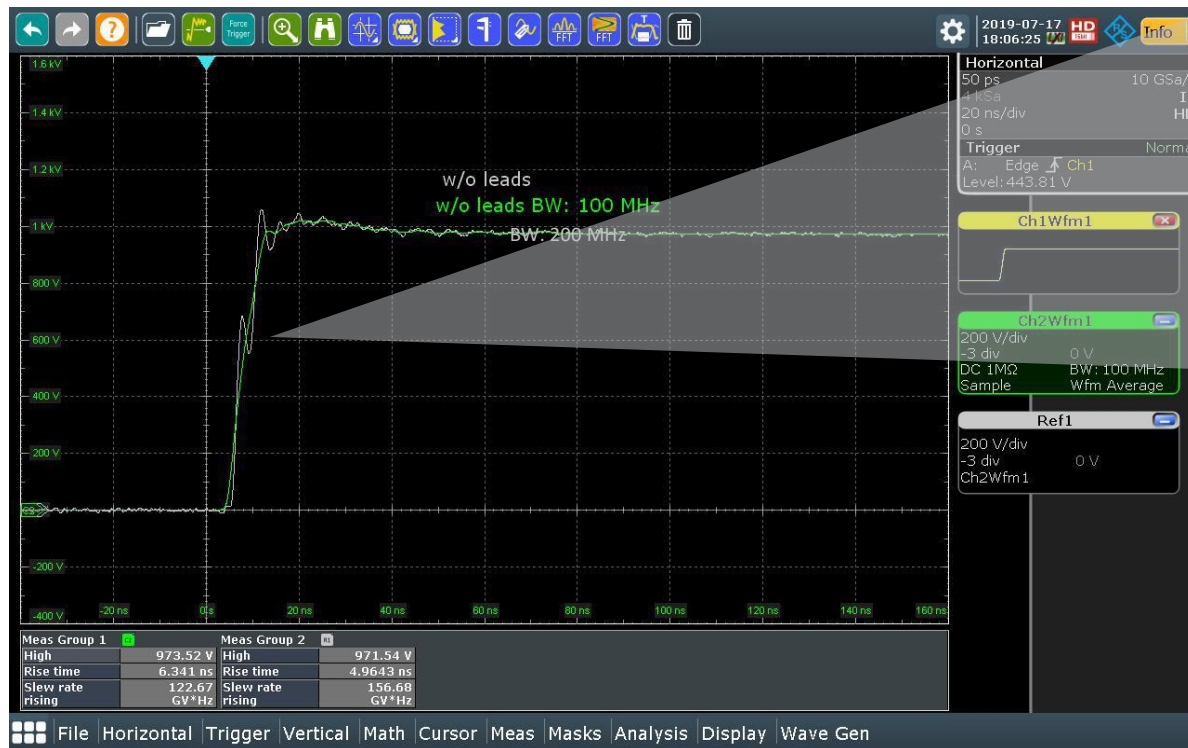 Force
Trigger
FFT
FFT
2019-07-17
18:06:25
HD
Info
1.6 kV
1.4 kV
1.2 kV
1 kV
800 V
600 V
400 V
200 V
-200 V
-400 V
-20 ns
0 s
20 ns
40 ns
60 ns
80 ns
100 ns
120 ns
140 ns
160 ns
w/o leads
w/o leads BW: 100 MHz
BW: 200 MHz
C2
Horizontal
50 ps 10 GSa/
4 kSa
20 ns/div
0 s
Trigger Norma
A: Edge Ch1
Level: 443.81 V
Ch1Wfm1
Ch2Wfm1
200 V/div
-3 div 0 V
DC 1MΩ BW: 100 MHz
Sample Wfm Average
Ref1
200 V/div
-3 div 0 V
Ch2Wfm1
Meas Group 1 C2 Meas Group 2 R1
High 973.52 V High 971.54 V
Rise time 6.341 ns Rise time 4.9643 ns
Slew rate 122.67 Slew rate 156.68
rising GV*Hz rising GV*Hz
File Horizontal Trigger Vertical Math Cursor Meas Masks Analysis Display Wave Gen